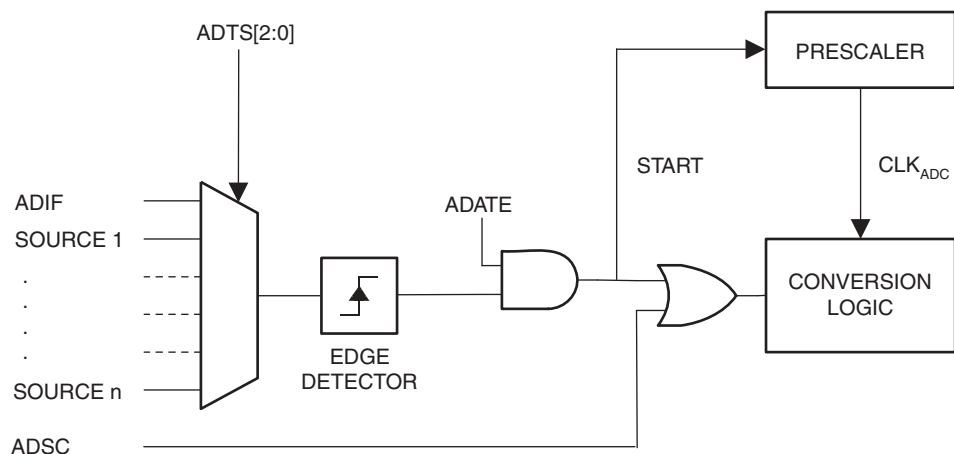 ADTS[2:0]
PRESCALER
START
CLKADC
ADIF
ADATE
SOURCE 1
.
.
.
.
CONVERSION
LOGIC
EDGE
DETECTOR
SOURCE n
ADSC